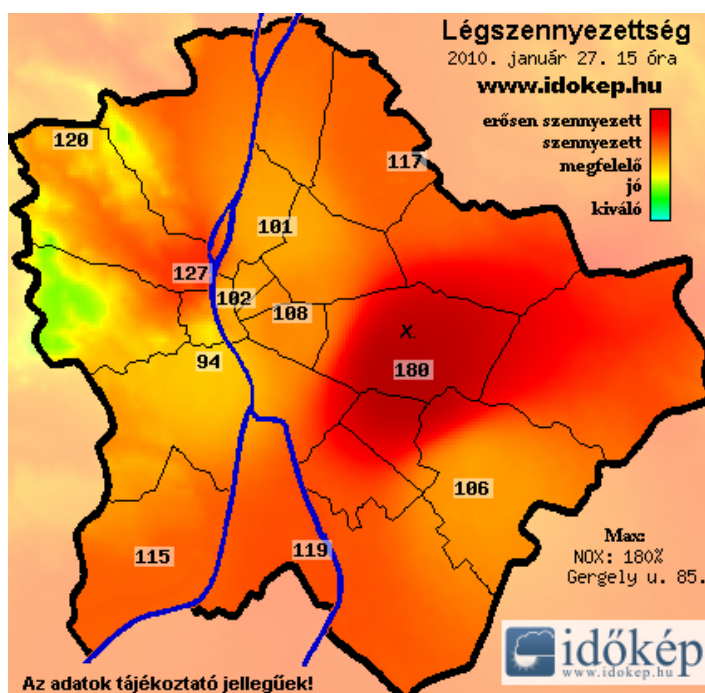 Légszennyezettség
2010. január 27. 15 óra
www.idokep.hu
erősen szennyezett
szennyezett
megfelelő
jó
kiváló
120
117
101
127
102
108
X.
94
180
106
115
119
Max:
NOX: 180%
Gergely u. 85.
időkép
www.idokep.hu
Az adatok tájékoztató jellegűek!